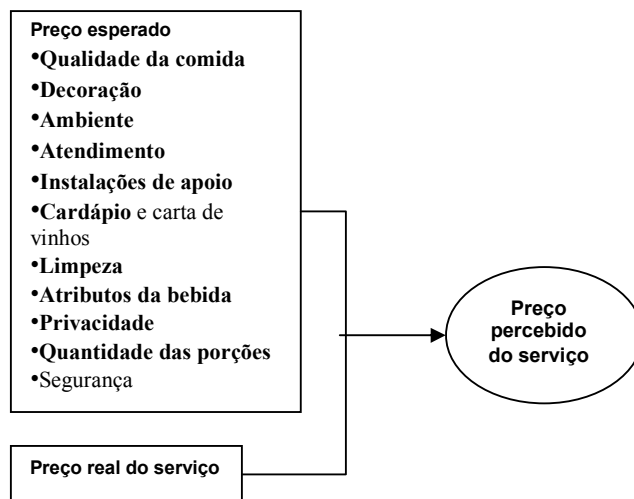 Preço esperado
•Qualidade da comida
•Decoração
•Ambiente
•Atendimento
•Instalações de apoio
•Cardápio e carta de
vinhos
•Limpeza
•Atributos da bebida
•Privacidade
•Quantidade das porções
•Segurança
Preço real do serviço
Preço
percebido
do serviço